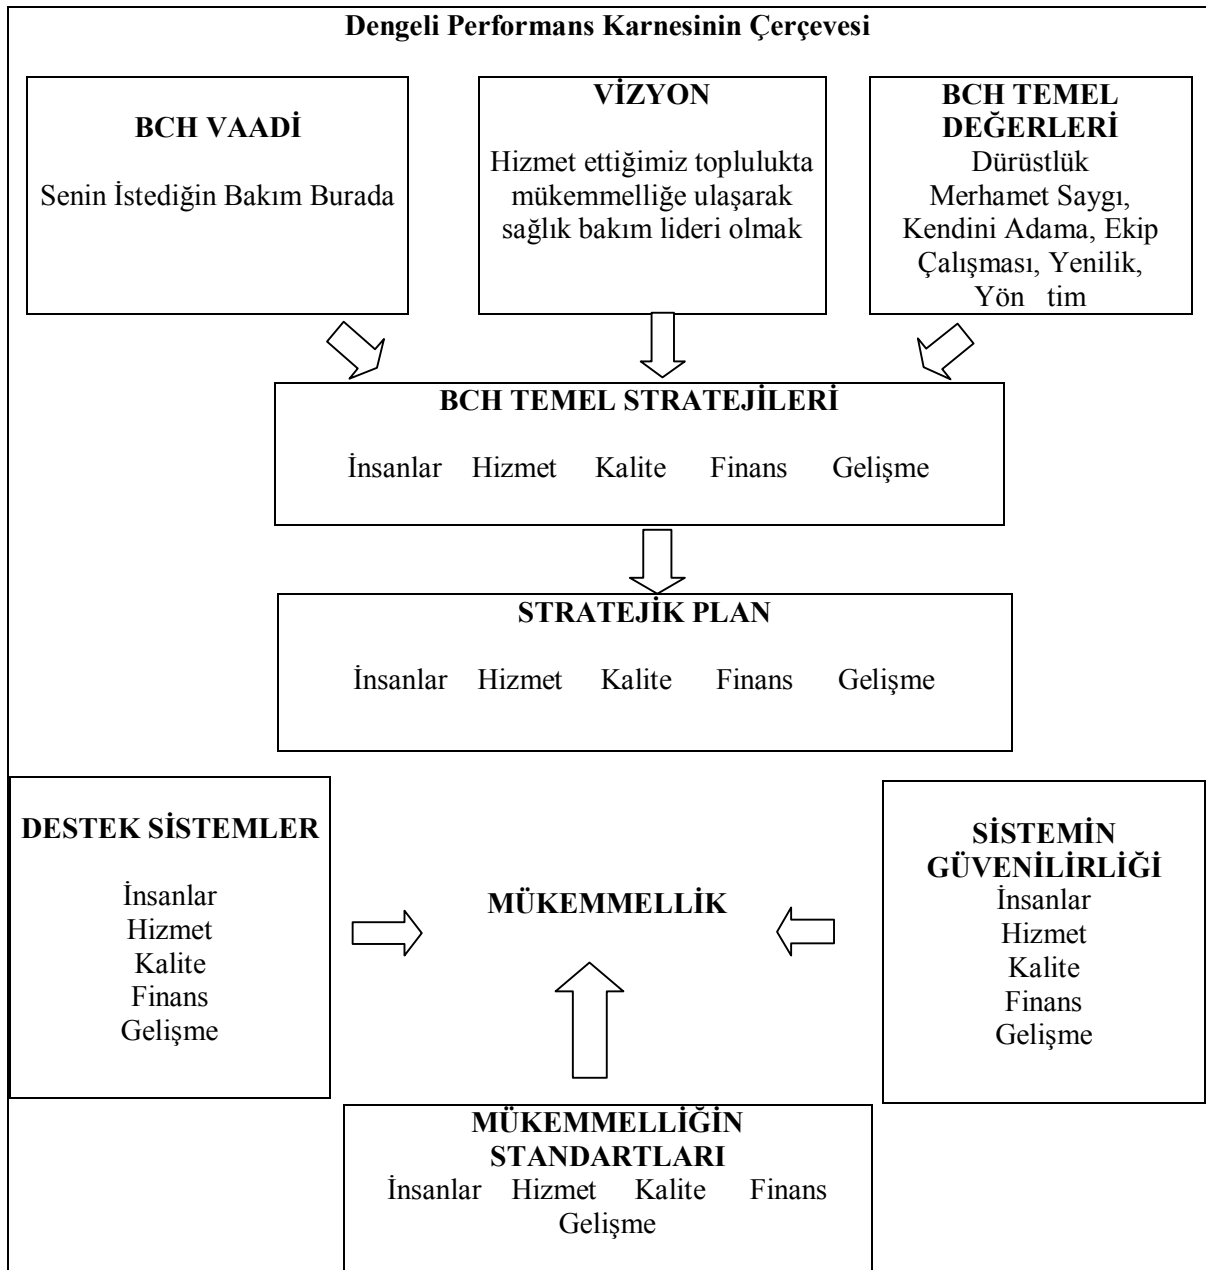 Dengeli Performans Karnesinin Çerçevesi
BCH VAADİ
Senin İstediğin Bakım Burada
VİZYON
Hizmet ettiğimiz toplulukta
mükemmelliğe ulaşarak
sağlık bakım lideri olmak
BCH TEMEL
DEĞERLERİ
Dürüstlük
Merhamet Saygı,
Kendini Adama, Ekip
Çalışması, Yenilik,
Yön tim
BCH TEMEL STRATEJİLERİ
İnsanlar Hizmet Kalite Finans Gelişme
STRATEJİK PLAN
İnsanlar Hizmet Kalite Finans Gelişme
DESTEK SİSTEMLER
İnsanlar
Hizmet
Kalite
Finans
Gelişme
MÜKEMMELLİK
SİSTEMİN
GÜVENİLİRLİĞİ
İnsanlar
Hizmet
Kalite
Finans
Gelişme
MÜKEMMELLİĞİN
STANDARTLARI
İnsanlar Hizmet Kalite Finans
Gelişme